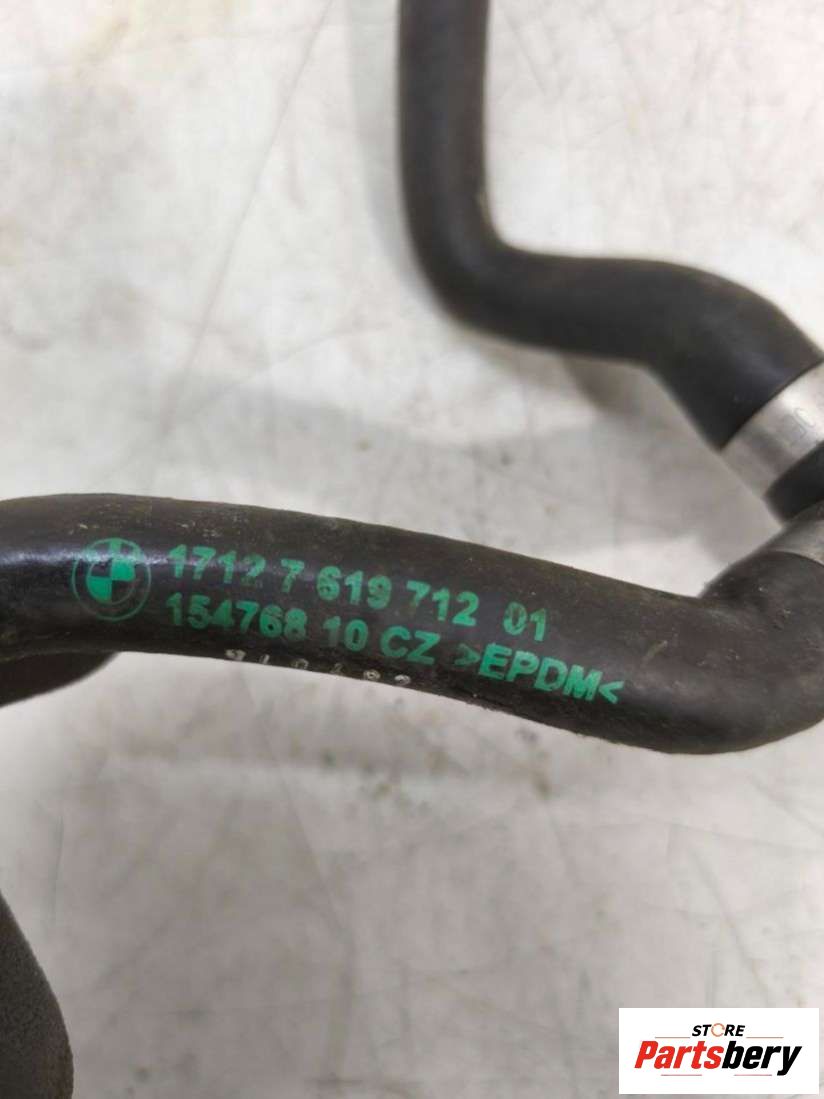 1712 7 619 712 01
154768 10 CZ >EPDM<
STORE
Partsbery